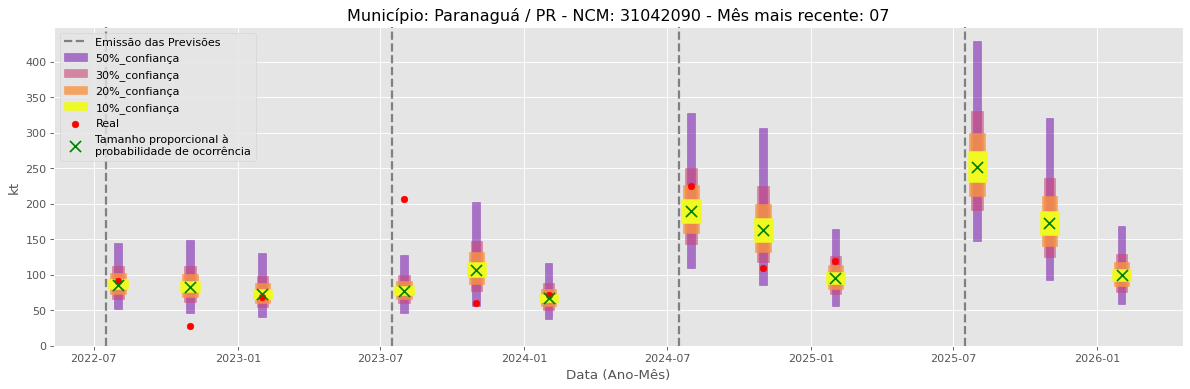 Município: Paranaguá / PR - NCM: 31042090 - Mês mais recente: 07
Emissão das Previsões
50%_confiança
30%_confiança
20%_confiança
10%_confiança
Real
Tamanho proporcional à
probabilidade de ocorrência
kt
400
350
300
250
200
150
100
50
0
2022-07
2023-01
2023-07
2024-01
2024-07
2025-01
2025-07
2026-01
Data (Ano-Mês)